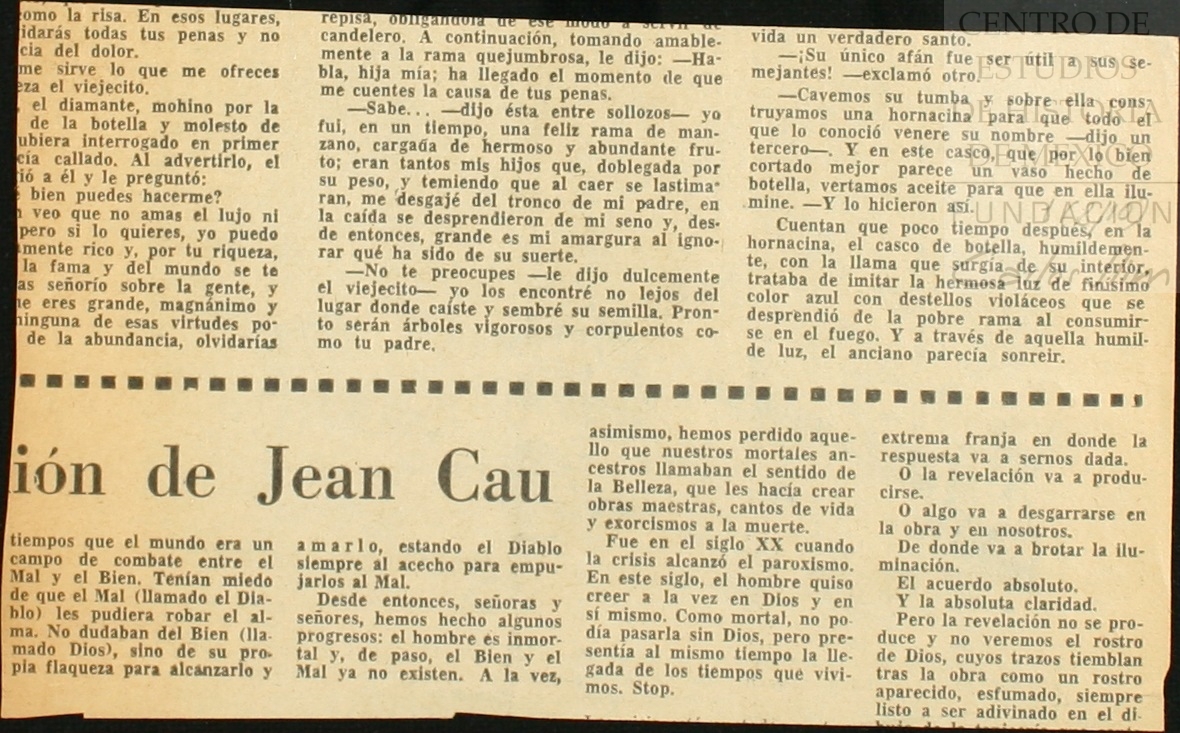 omo la risa. En esos lugares,
idarás todas tus penas y no
cia del dolor.
me sirve lo que me ofreces
eza el viejecito.
, el diamante, mohino por la
de la botella y molesto de
ubiera interrogado en primer
cía callado. Al advertirlo, el
ió a él y le preguntó:
bien puedes hacerme?
veo que no amas el lujo ni
pero si lo quieres, yo puedo
mente rico y, por tu riqueza,
la fama y del mundo se te
as señorío sobre la gente, y
e eres grande, magnánimo y
ninguna de esas virtudes po-
de la abundancia, olvidarías
repisa, obligándola de ese modo a servir de
candelero. A continuación, tomando amable-
mente a la rama quejumbrosa, le dijo: —Ha-
bla, hija mía; ha llegado el momento de que
me cuentes la causa de tus penas.
—Sabe... —dijo ésta entre sollozos— yo
fui, en un tiempo, una feliz rama de man-
zano, cargada de hermoso y abundante fru-
to; eran tantos mis hijos que, doblegada por
su peso, y temiendo que al caer se lastima-
ran, me desgajé del tronco de mi padre, en
la caída se desprendieron de mi seno y, des-
de entonces, grande es mi amargura al igno-
rar qué ha sido de su suerte.
—No te preocupes —le dijo dulcemente
el viejecito— yo los encontré no lejos del
lugar donde caíste y sembré su semilla. Pron-
to serán árboles vigorosos y corpulentos co-
mo tu padre.
vida un verdadero santo.
—¡Su único afán fue ser útil a sus se-
mejantes! —exclamó otro.
—Cavemos su tumba y sobre ella cons-
truyamos una hornacina para que todo el
que lo conoció venere su nombre —dijo un
tercero—. Y en este casco, que por lo bien
cortado mejor parece un vaso hecho de
botella, vertamos aceite para que en ella ilu-
mine. —Y lo hicieron así.
Cuentan que poco tiempo después, en la
hornacina, el casco de botella, humildemen-
te, con la llama que surgía de su interior,
trataba de imitar la hermosa luz de finísimo
color azul con destellos violáceos que se
desprendió de la pobre rama al consumir-
se en el fuego. Y a través de aquella humil-
de luz, el anciano parecía sonreir.
CENTRO DE
ESTUDIOS
DE HISTORIA
DE MÉXICO
FUNDACIÓN
ión de Jean Cau
tiempos que el mundo era un
campo de combate entre el
Mal y el Bien. Tenían miedo
de que el Mal (llamado el Dia-
blo) les pudiera robar el al-
ma. No dudaban del Bien (lla-
mado Dios), sino de su pro-
pia flaqueza para alcanzarlo y
amarlo, estando el Diablo
siempre al acecho para empu-
jarlos al Mal.
Desde entonces, señoras y
señores, hemos hecho algunos
progresos: el hombre es inmor-
tal y, de paso, el Bien y el
Mal ya no existen. A la vez,
asimismo, hemos perdido aque-
llo que nuestros mortales an-
cestros llamaban el sentido de
la Belleza, que les hacía crear
obras maestras, cantos de vida
y exorcismos a la muerte.
Fue en el siglo XX cuando
la crisis alcanzó el paroxismo.
En este siglo, el hombre quiso
creer a la vez en Dios y en
sí mismo. Como mortal, no po-
día pasarla sin Dios, pero pre-
sentía al mismo tiempo la lle-
gada de los tiempos que vivi-
mos. Stop.
extrema franja en donde la
respuesta va a sernos dada.
O la revelación va a produ-
cirse.
O algo va a desgarrarse en
la obra y en nosotros.
De donde va a brotar la ilu-
minación.
El acuerdo absoluto.
Y la absoluta claridad.
Pero la revelación no se pro-
duce y no veremos el rostro
de Dios, cuyos trazos tiemblan
tras la obra como un rostro
aparecido, esfumado, siempre
listo a ser adivinado en el di-